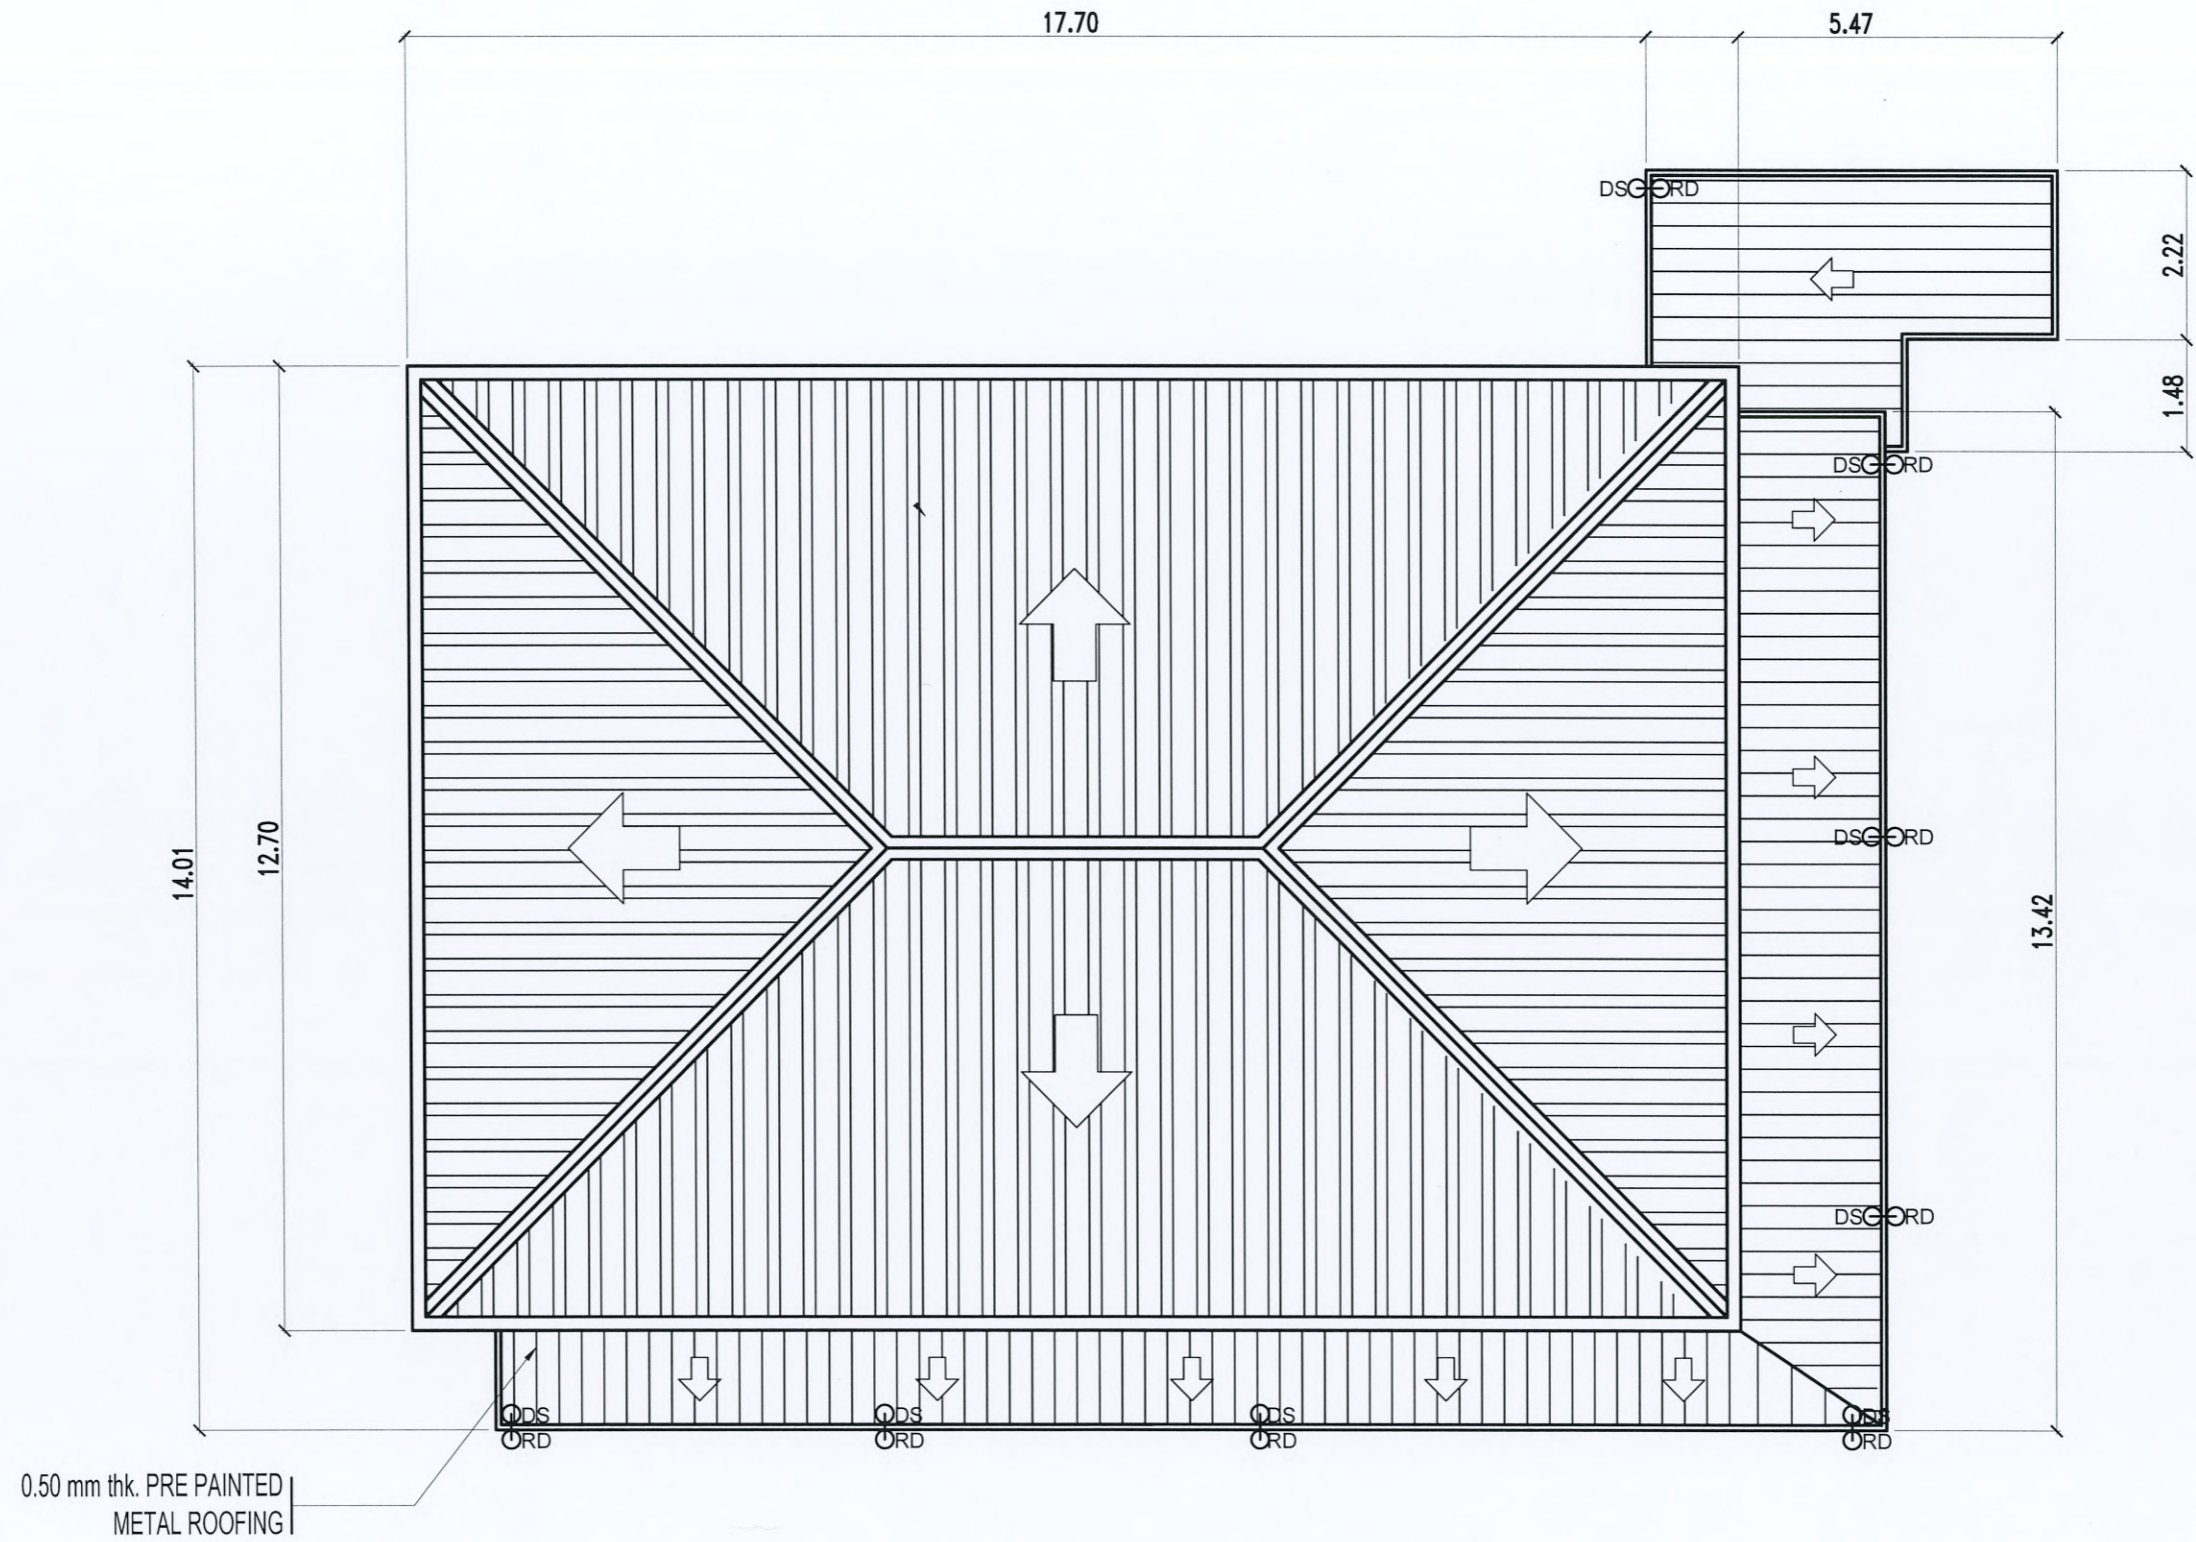 17.70
5.47
DS RD
2.22
1.48
DS RD
14.01
12.70
DS RD
13.42
DS RD
DS
DS
DS
DS
RD
RD
RD
RD
0.50 mm thk. PRE PAINTED
METAL ROOFING